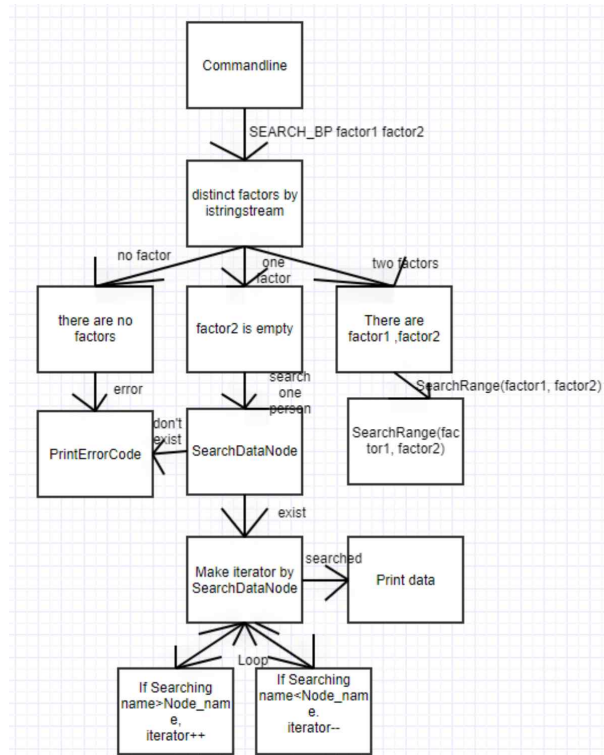 Commandline
SEARCH_BP factor1 factor2
distinct factors by
istringstream
no factor
one
factor
two factors
there are no
factors
factor2 is empty
There are
factor1 ,factor2
error
search
one
person
SearchRange(factor1, factor2)
don't
exist
PrintErrorCode
SearchDataNode
SearchRange(fac
tor1, factor2)
exist
Make iterator by
SearchDataNode
searched
Print data
Loop
If Searching
name>Node_nam
e,
iterator++
If Searching
name<Node_nam
e.
iterator--